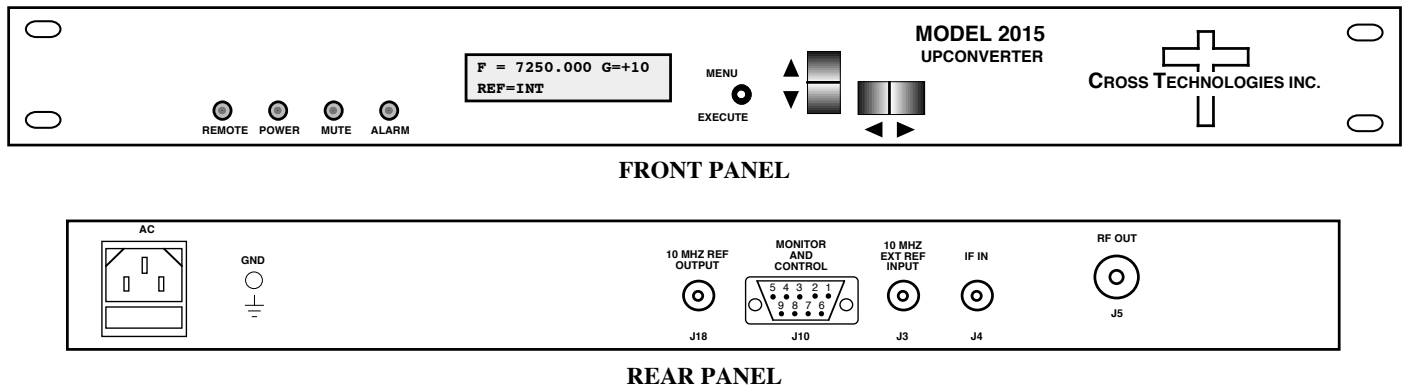 MODEL 2015
UPCONVERTER
F = 7250.000 G=+10
REF=INT
MENU
EXECUTE
CROSS TECHNOLOGIES INC.
REMOTE POWER MUTE ALARM
FRONT PANEL
AC
GND
10 MHZ REF
OUTPUT
J18
MONITOR
AND
CONTROL
5 4 3 2 1
9 8 7 6
J10
10 MHZ
EXT REF
INPUT
J3
IF IN
J4
RF OUT
J5
REAR PANEL